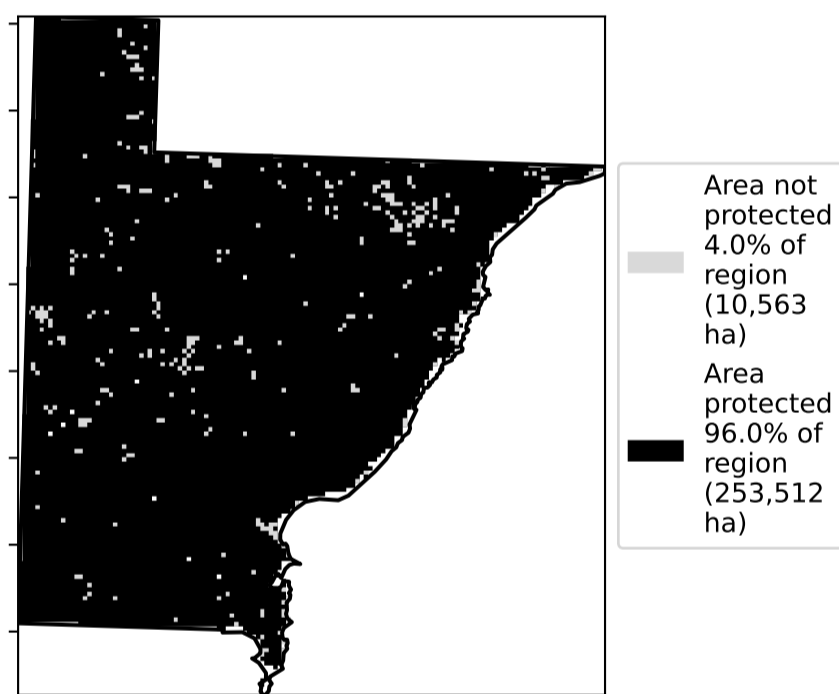 Area not
protected
4.0% of
region
(10,563
ha)
Area
protected
96.0% of
region
(253,512
ha)